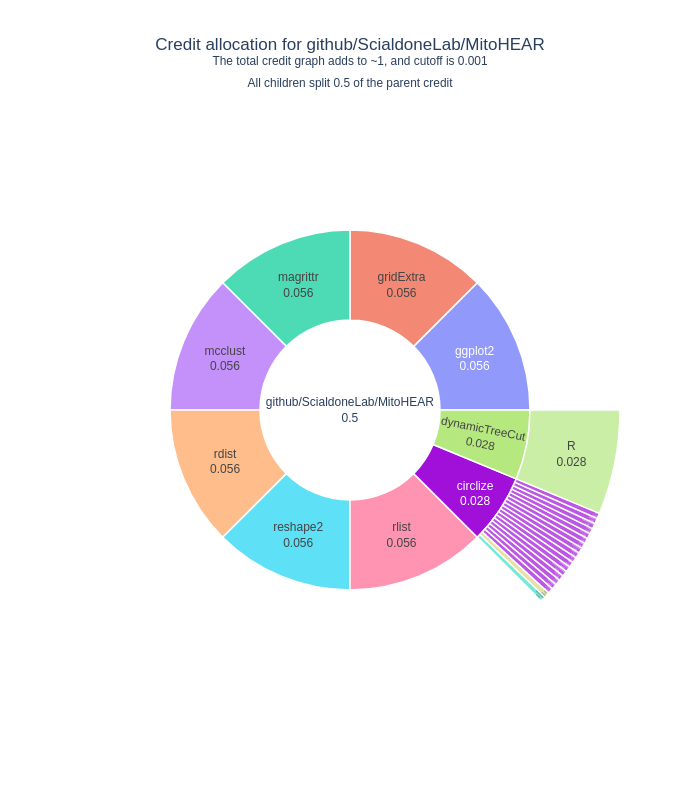 Credit allocation for github/ScialdoneLab/MitoHEAR
The total credit graph adds to ~1, and cutoff is 0.001
All children split 0.5 of the parent credit
magrittr
0.056
gridExtra
0.056
mcclust
0.056
ggplot2
0.056
github/ScialdoneLab/MitoHEAR
0.5
dynamicTreeCut
0.028
R
0.028
rdist
0.056
circlize
0.028
reshape2
0.056
rlist
0.056